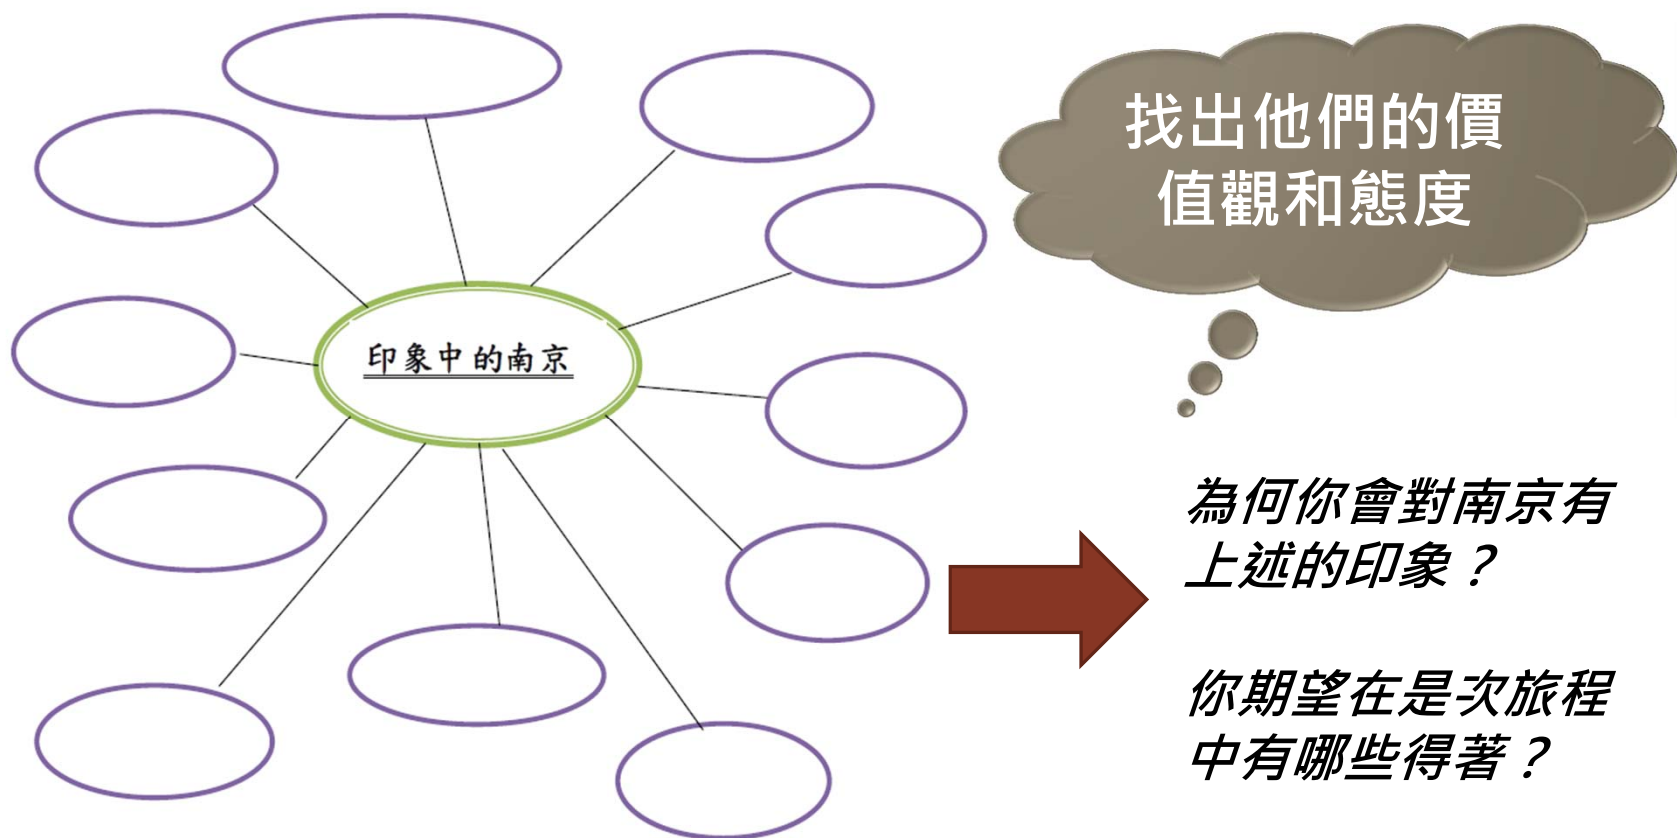 印象中的南京
找出他們的價
值觀和態度
為何你會對南京有
上述的印象？
你期望在是次旅程
中有哪些得著？